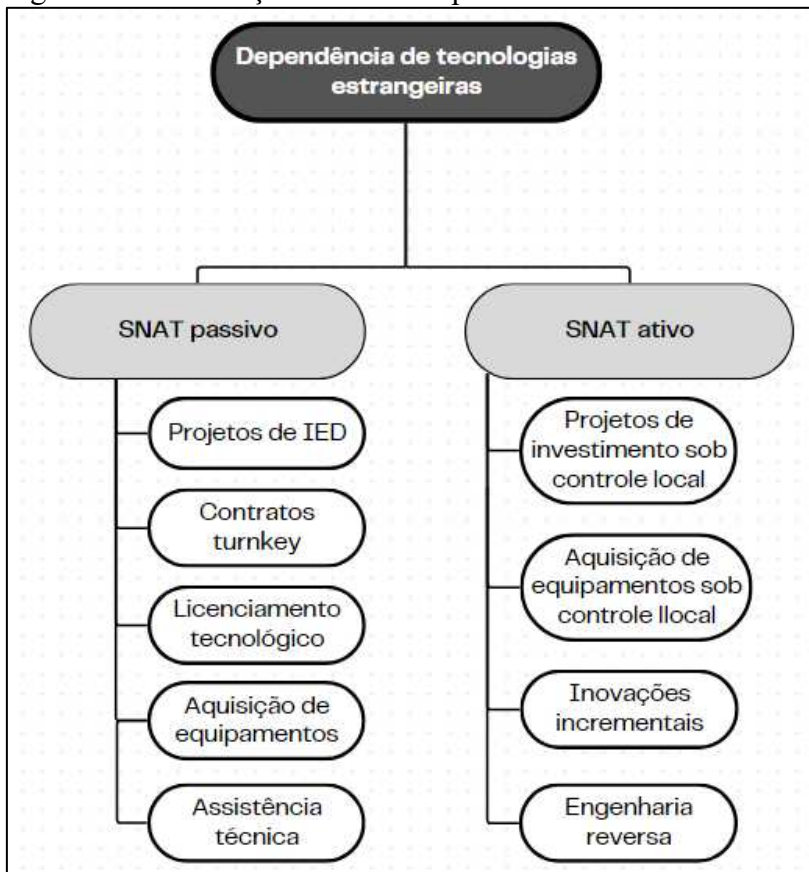 Dependência de tecnologias
estrangeiras
SNAT passivo
Projetos de IED
Contratos
turnkey
Licenciamento
tecnológico
Aquisição de
equipamentos
Assistência
técnica
SNAT ativo
Projetos de
investimento sob
controle local
Aquisição de
equipamentos sob
controle llocal
Inovações
incrementais
Engenharia
reversa